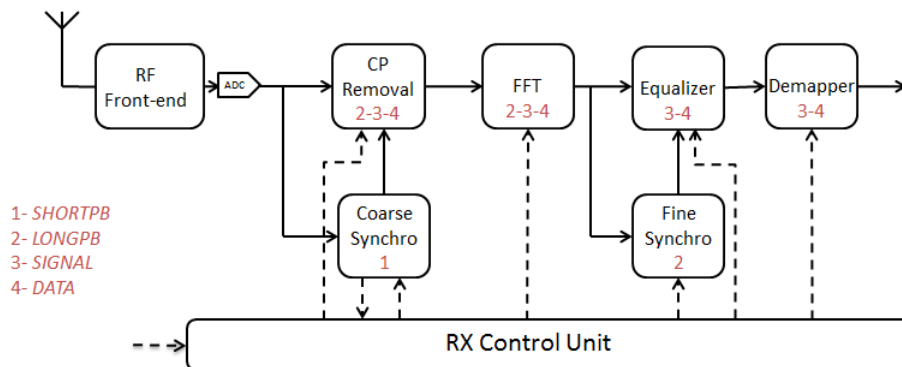 RF
Front-end
ADC
CP
Removal
2-3-4
FFT
2-3-4
Equalizer
3-4
Demapper
3-4
Coarse
Synchro
1
Fine
Synchro
2
1- SHORTPB
2- LONGPB
3- SIGNAL
4- DATA
RX Control Unit